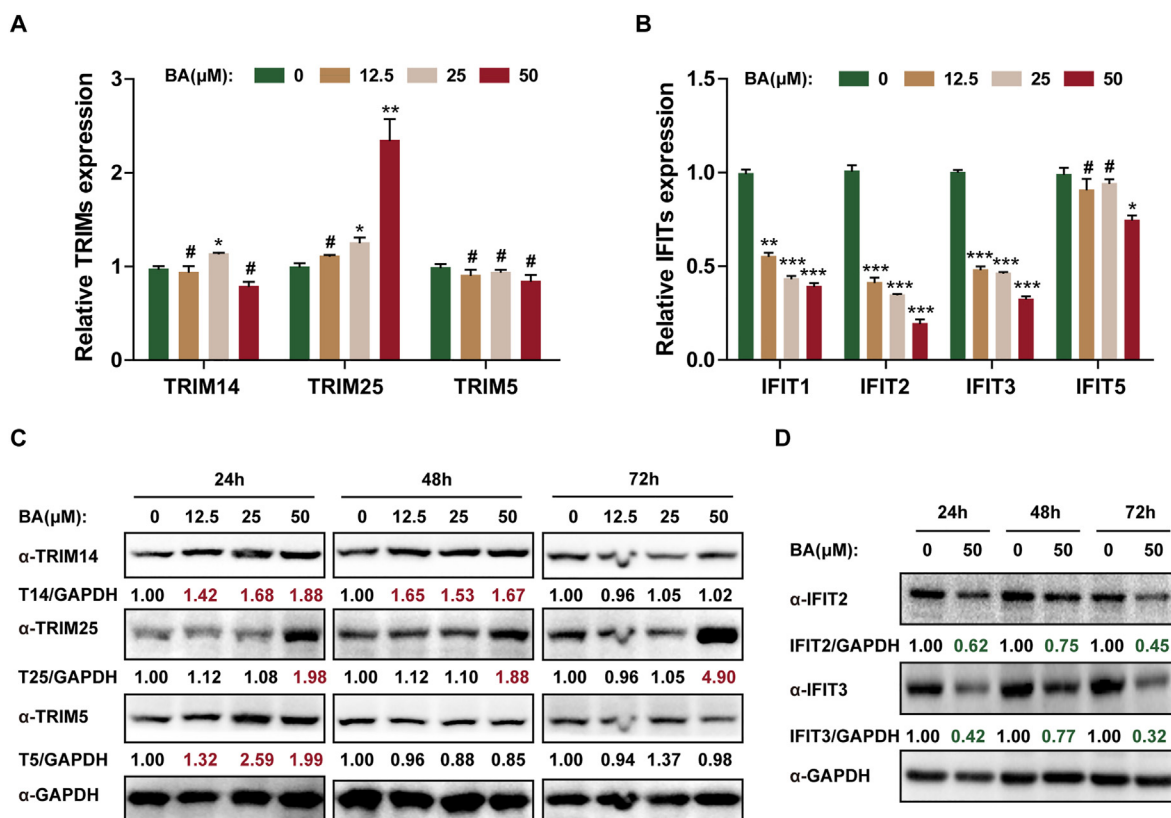 A
BA(μM): 0 12.5 25 50
Relative TRIMs expression
3
2
1
0
# * #
# * **
# # #
TRIM14 TRIM25 TRIM5
B
BA(μM): 0 12.5 25 50
Relative IFITs expression
1.5
1.0
0.5
0.0
** *** ***
*** *** ***
*** *** ***
# # *
IFIT1 IFIT2 IFIT3 IFIT5
C
24h 48h 72h
BA(μM): 0 12.5 25 50 0 12.5 25 50 0 12.5 25 50
α-TRIM14
T14/GAPDH 1.00 1.42 1.68 1.88 1.00 1.65 1.53 1.67 1.00 0.96 1.05 1.02
α-TRIM25
T25/GAPDH 1.00 1.12 1.08 1.98 1.00 1.12 1.10 1.88 1.00 0.96 1.05 4.90
α-TRIM5
T5/GAPDH 1.00 1.32 2.59 1.99 1.00 0.96 0.88 0.85 1.00 0.94 1.37 0.98
α-GAPDH
D
24h 48h 72h
BA(μM): 0 50 0 50 0 50
α-IFIT2
IFIT2/GAPDH 1.00 0.62 1.00 0.75 1.00 0.45
α-IFIT3
IFIT3/GAPDH 1.00 0.42 1.00 0.77 1.00 0.32
α-GAPDH